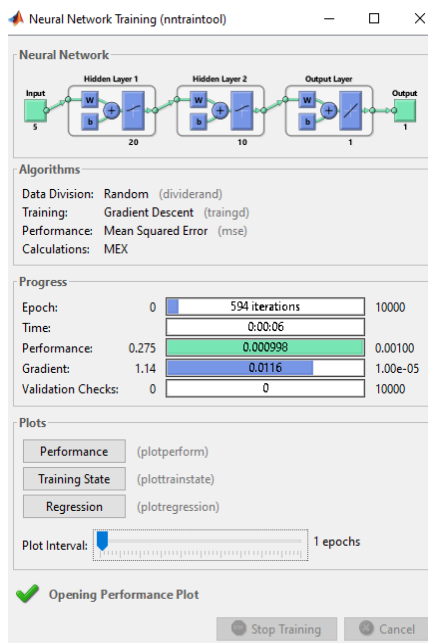 Neural Network Training (nntraintool)
Neural Network
Hidden Layer 1 Hidden Layer 2 Output Layer
Input Output
W W W
b b b
5 20 10 1 1
Algorithms
Data Division: Random (dividerand)
Training: Gradient Descent (traingd)
Performance: Mean Squared Error (mse)
Calculations: MEX
Progress
Epoch: 0 594 iterations 10000
Time: 0:00:06
Performance: 0.275 0.000998 0.00100
Gradient: 1.14 0.0116 1.00e-05
Validation Checks: 0 0 10000
Plots
Performance (plotperform)
Training State (plottrainstate)
Regression (plotregression)
Plot Interval: 1 epochs
Opening Performance Plot
Stop Training Cancel